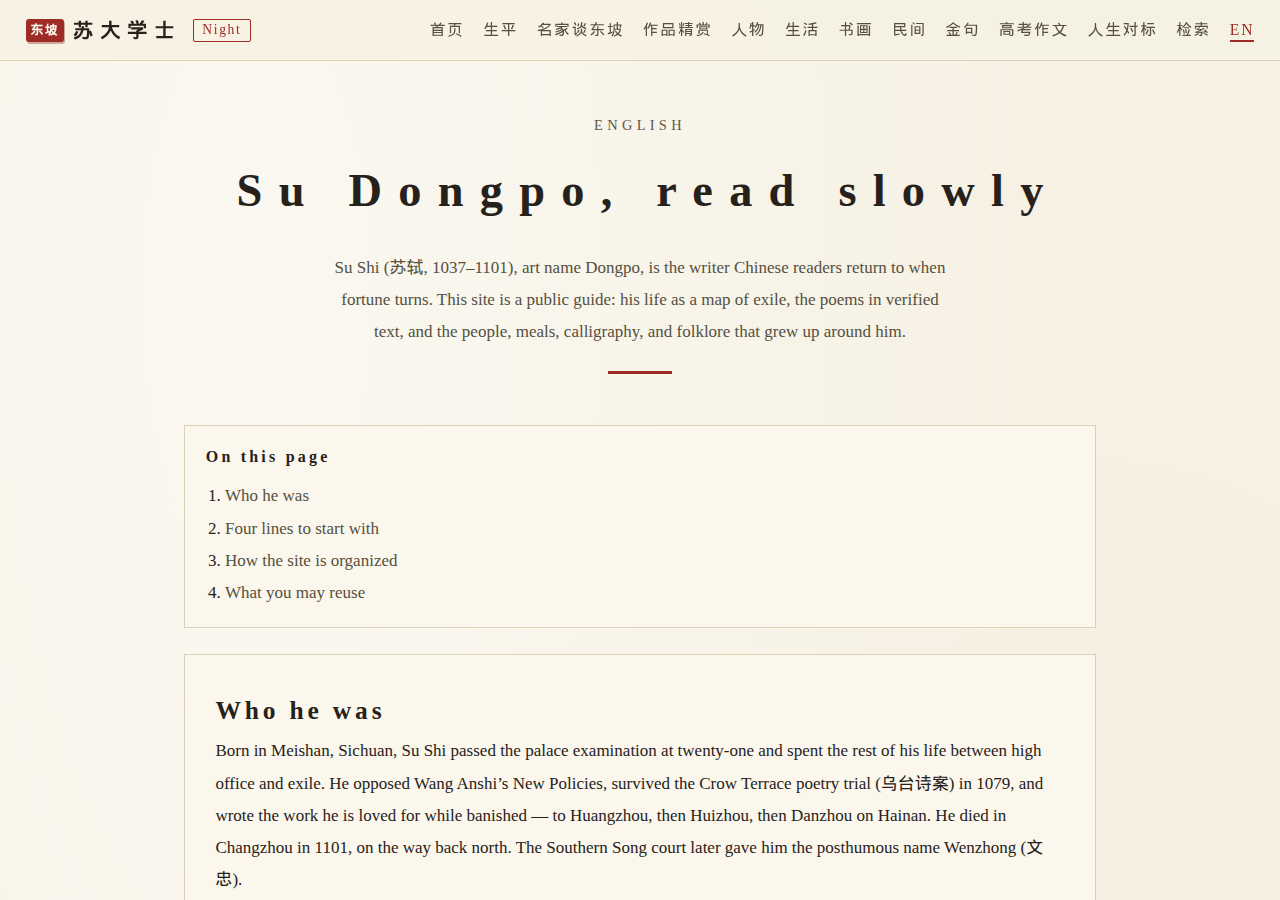 东坡 苏大学士 Night 首页 生平 名家谈东坡 作品精赏 人物 生活 书画 民间 金句 高考作文 人生对标 检索 EN
ENGLISH
Su Dongpo, read slowly
Su Shi (苏轼, 1037–1101), art name Dongpo, is the writer Chinese readers return to when
fortune turns. This site is a public guide: his life as a map of exile, the poems in verified
text, and the people, meals, calligraphy, and folklore that grew up around him.
On this page
1. Who he was
2. Four lines to start with
3. How the site is organized
4. What you may reuse
Who he was
Born in Meishan, Sichuan, Su Shi passed the palace examination at twenty-one and spent the rest of his life between high
office and exile. He opposed Wang Anshi’s New Policies, survived the Crow Terrace poetry trial (乌台诗案) in 1079, and
wrote the work he is loved for while banished — to Huangzhou, then Huizhou, then Danzhou on Hainan. He died in
Changzhou in 1101, on the way back north. The Southern Song court later gave him the posthumous name Wenzhong (文
忠).